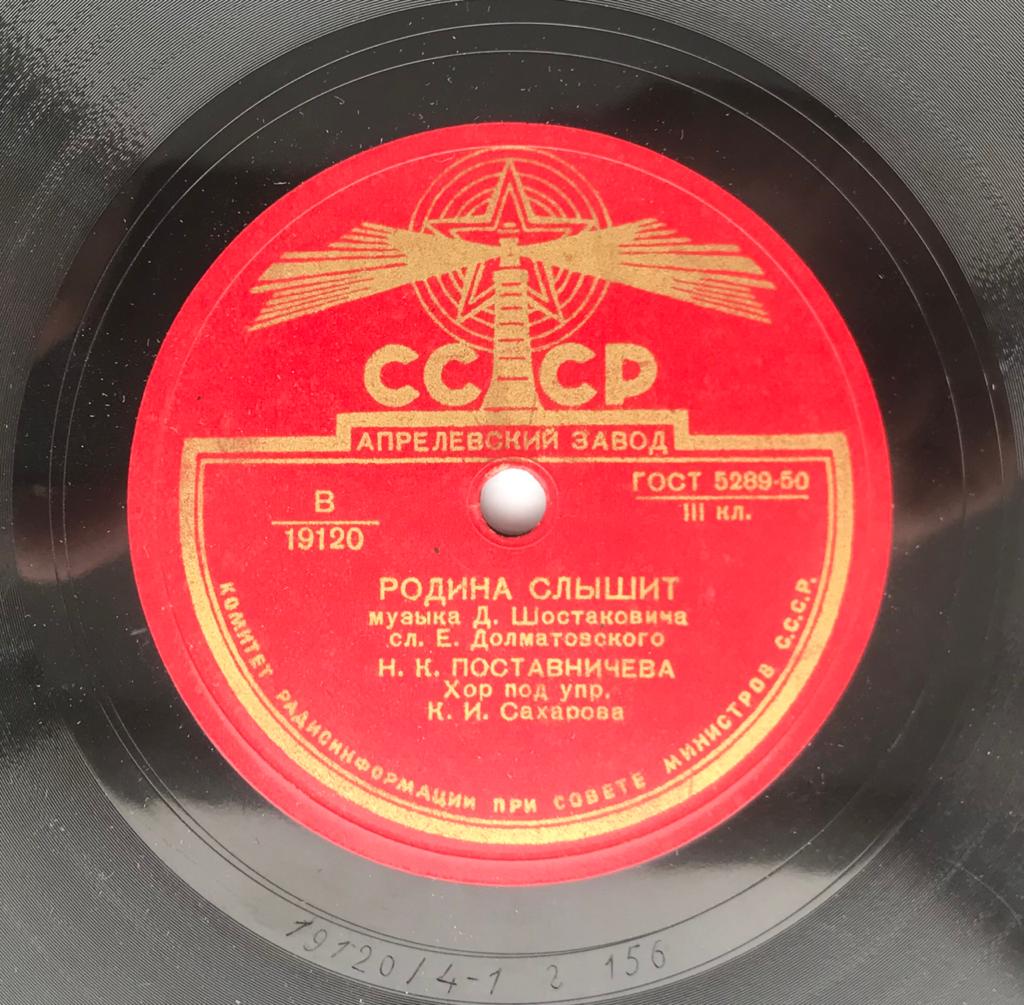 СССР
АПРЕЛЕВСКИЙ ЗАВОД
В
19120
ГОСТ 5289-50
III кл.
РОДИНА СЛЫШИТ
музыка Д. Шостаковича
сл. Е. Долматовского
Н. К. ПОСТАВНИЧЕВА
Хор под упр.
К. И. Сахарова
КОМИТЕТ РАДИОИНФОРМАЦИИ ПРИ СОВЕТЕ МИНИСТРОВ С.С.С.Р.
19120/4-1 2 156